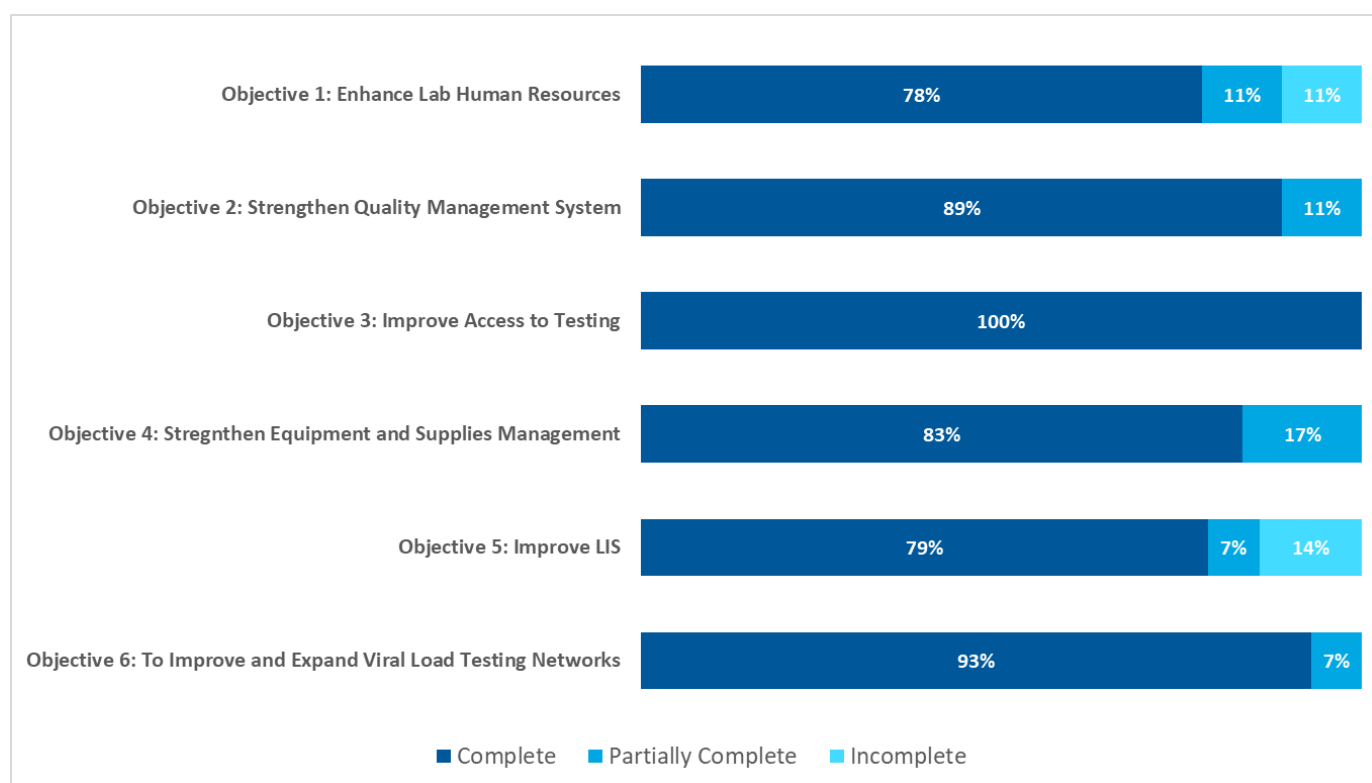 Objective 1: Enhance Lab Human Resources
78%
11%
11%
Objective 2: Strengthen Quality Management System
89%
11%
Objective 3: Improve Access to Testing
100%
Objective 4: Stregnthen Equipment and Supplies Management
83%
17%
Objective 5: Improve LIS
79%
7%
14%
Objective 6: To Improve and Expand Viral Load Testing Networks
93%
7%
Complete
Partially Complete
Incomplete